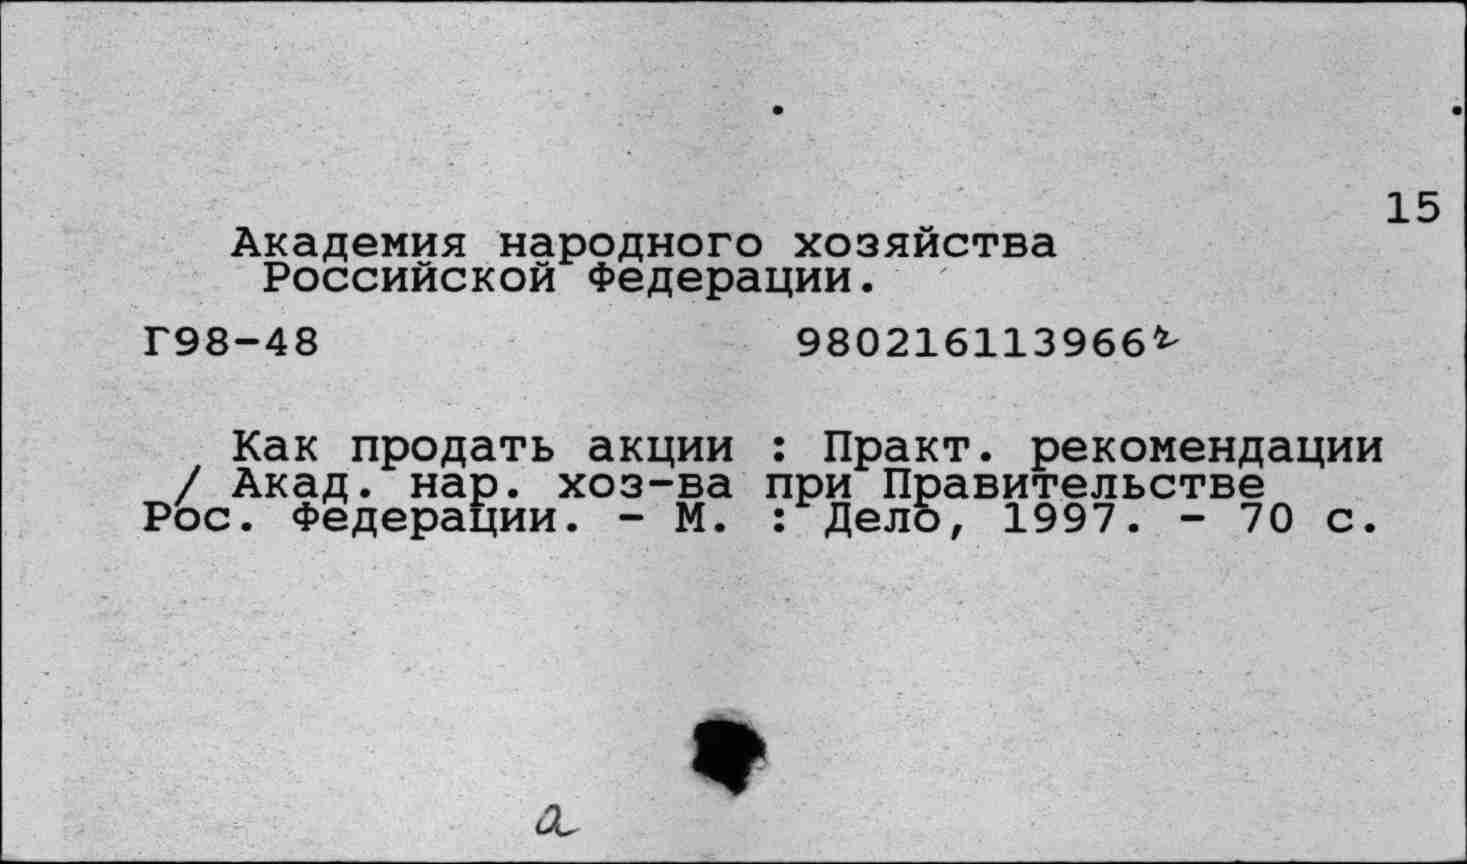 15
Академия народного хозяйства
Российской Федерации.
Г98-48 980216113966
Как продать акции : Практ. рекомендации
/ Акад. нар. хоз-ва при Правительстве
Рос. Федерации. - М. : Дело, 1997. - 70 с.
а